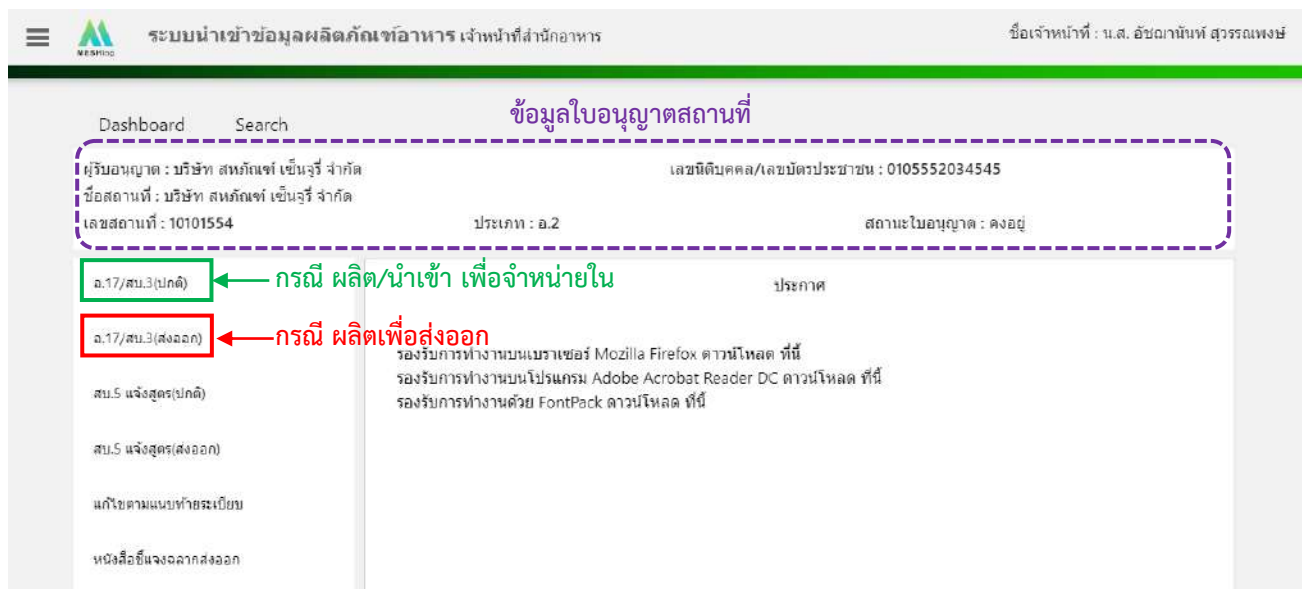 ระบบนำเข้าข้อมูลผลิตภัณฑ์อาหาร เจ้าหน้าที่สำนักอาหาร
ชื่อเจ้าหน้าที่ : น.ส. อัชฌานันท์ สุวรรณพงษ์
Dashboard Search
ข้อมูลใบอนุญาตสถานที่
ผู้รับอนุญาต : บริษัท สหภัณฑ์ เซ็นจูรี่ จำกัด
เลขนิติบุคคล/เลขบัตรประชาชน : 0105552034545
ชื่อสถานที่ : บริษัท สหภัณฑ์ เซ็นจูรี่ จำกัด
เลขสถานที่ : 10101554 ประเภท : อ.2 สถานะใบอนุญาต : คงอยู่
อ.17/สบ.3(ปกติ)
กรณี ผลิต/นำเข้า เพื่อจำหน่ายใน
ประกาศ
อ.17/สบ.3(ส่งออก)
กรณี ผลิตเพื่อส่งออก
รองรับการทำงานบนเบราเซอร์ Mozilla Firefox ดาวน์โหลด ที่นี้
รองรับการทำงานบนโปรแกรม Adobe Acrobat Reader DC ดาวน์โหลด ที่นี้
รองรับการทำงานด้วย FontPack ดาวน์โหลด ที่นี้
สบ.5 แจ้งสูตร(ปกติ)
สบ.5 แจ้งสูตร(ส่งออก)
แก้ไขตามแนบท้ายระเบียบ
หนังสือชี้แจงฉลากส่งออก